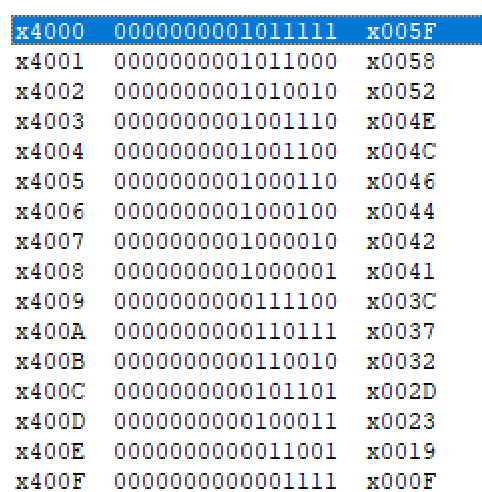 x4000 0000000001011111 x005F
x4001 0000000001011000 x0058
x4002 0000000001010010 x0052
x4003 0000000001001110 x004E
x4004 0000000001001100 x004C
x4005 0000000001000110 x0046
x4006 0000000001000100 x0044
x4007 0000000001000010 x0042
x4008 0000000001000001 x0041
x4009 0000000000111100 x003C
x400A 0000000000110111 x0037
x400B 0000000000110010 x0032
x400C 0000000000101101 x002D
x400D 0000000000100011 x0023
x400E 0000000000011001 x0019
x400F 0000000000001111 x000F